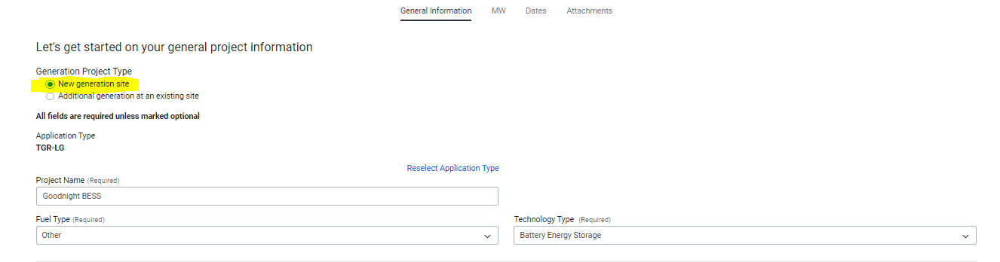 General Information MW Dates Attachments
Let's get started on your general project information
Generation Project Type
New generation site
Additional generation at an existing site
All fields are required unless marked optional
Application Type
TGR-LG
Reselect Application Type
Project Name (Required)
Goodnight BESS
Fuel Type (Required) Technology Type (Required)
Other Battery Energy Storage